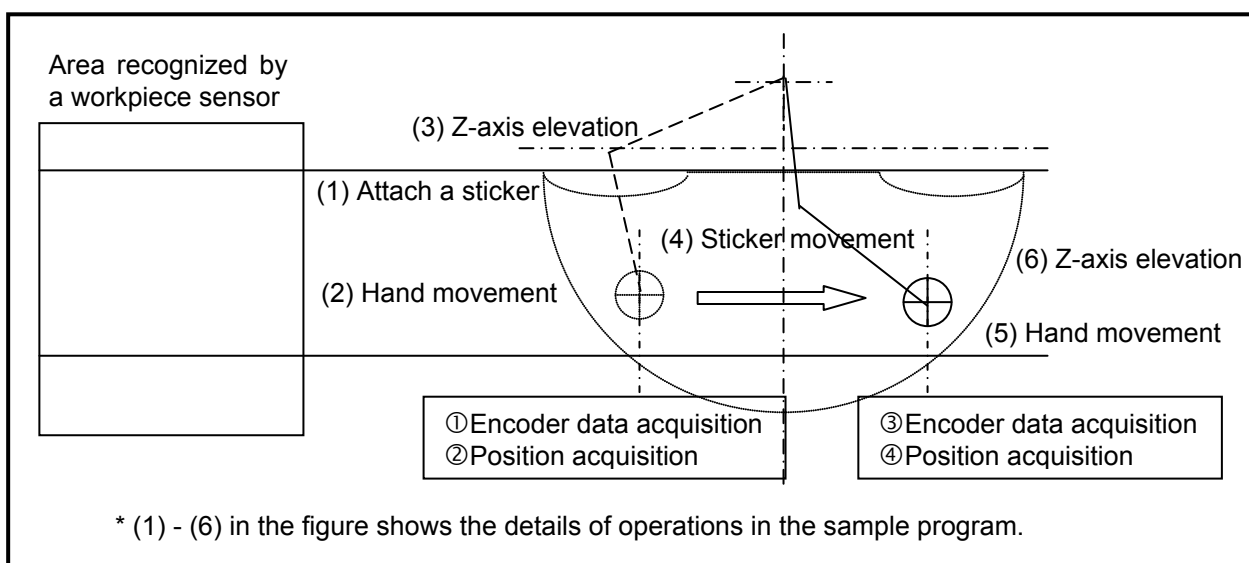 Area recognized by
a workpiece sensor
(3) Z-axis elevation
(1) Attach a sticker
(4) Sticker movement
(6) Z-axis elevation
(2) Hand movement
(5) Hand movement
①Encoder data acquisition
②Position acquisition
③Encoder data acquisition
④Position acquisition
* (1) - (6) in the figure shows the details of operations in the sample program.